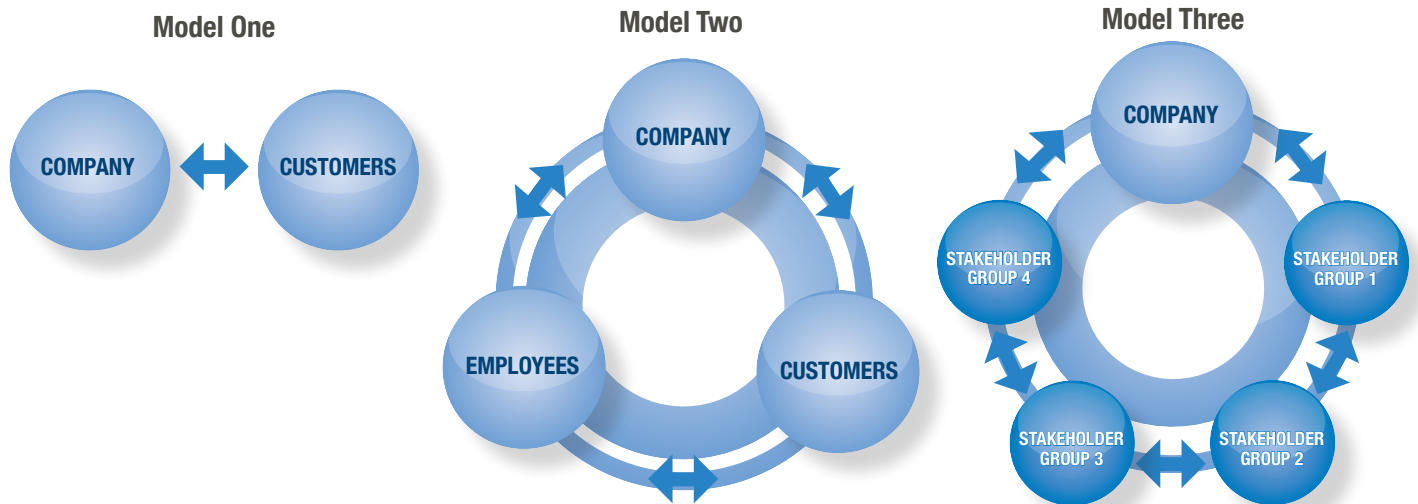 Model One
COMPANY
CUSTOMERS
Model Two
COMPANY
EMPLOYEES
CUSTOMERS
Model Three
COMPANY
STAKEHOLDER
GROUP 4
STAKEHOLDER
GROUP 1
STAKEHOLDER
GROUP 3
STAKEHOLDER
GROUP 2